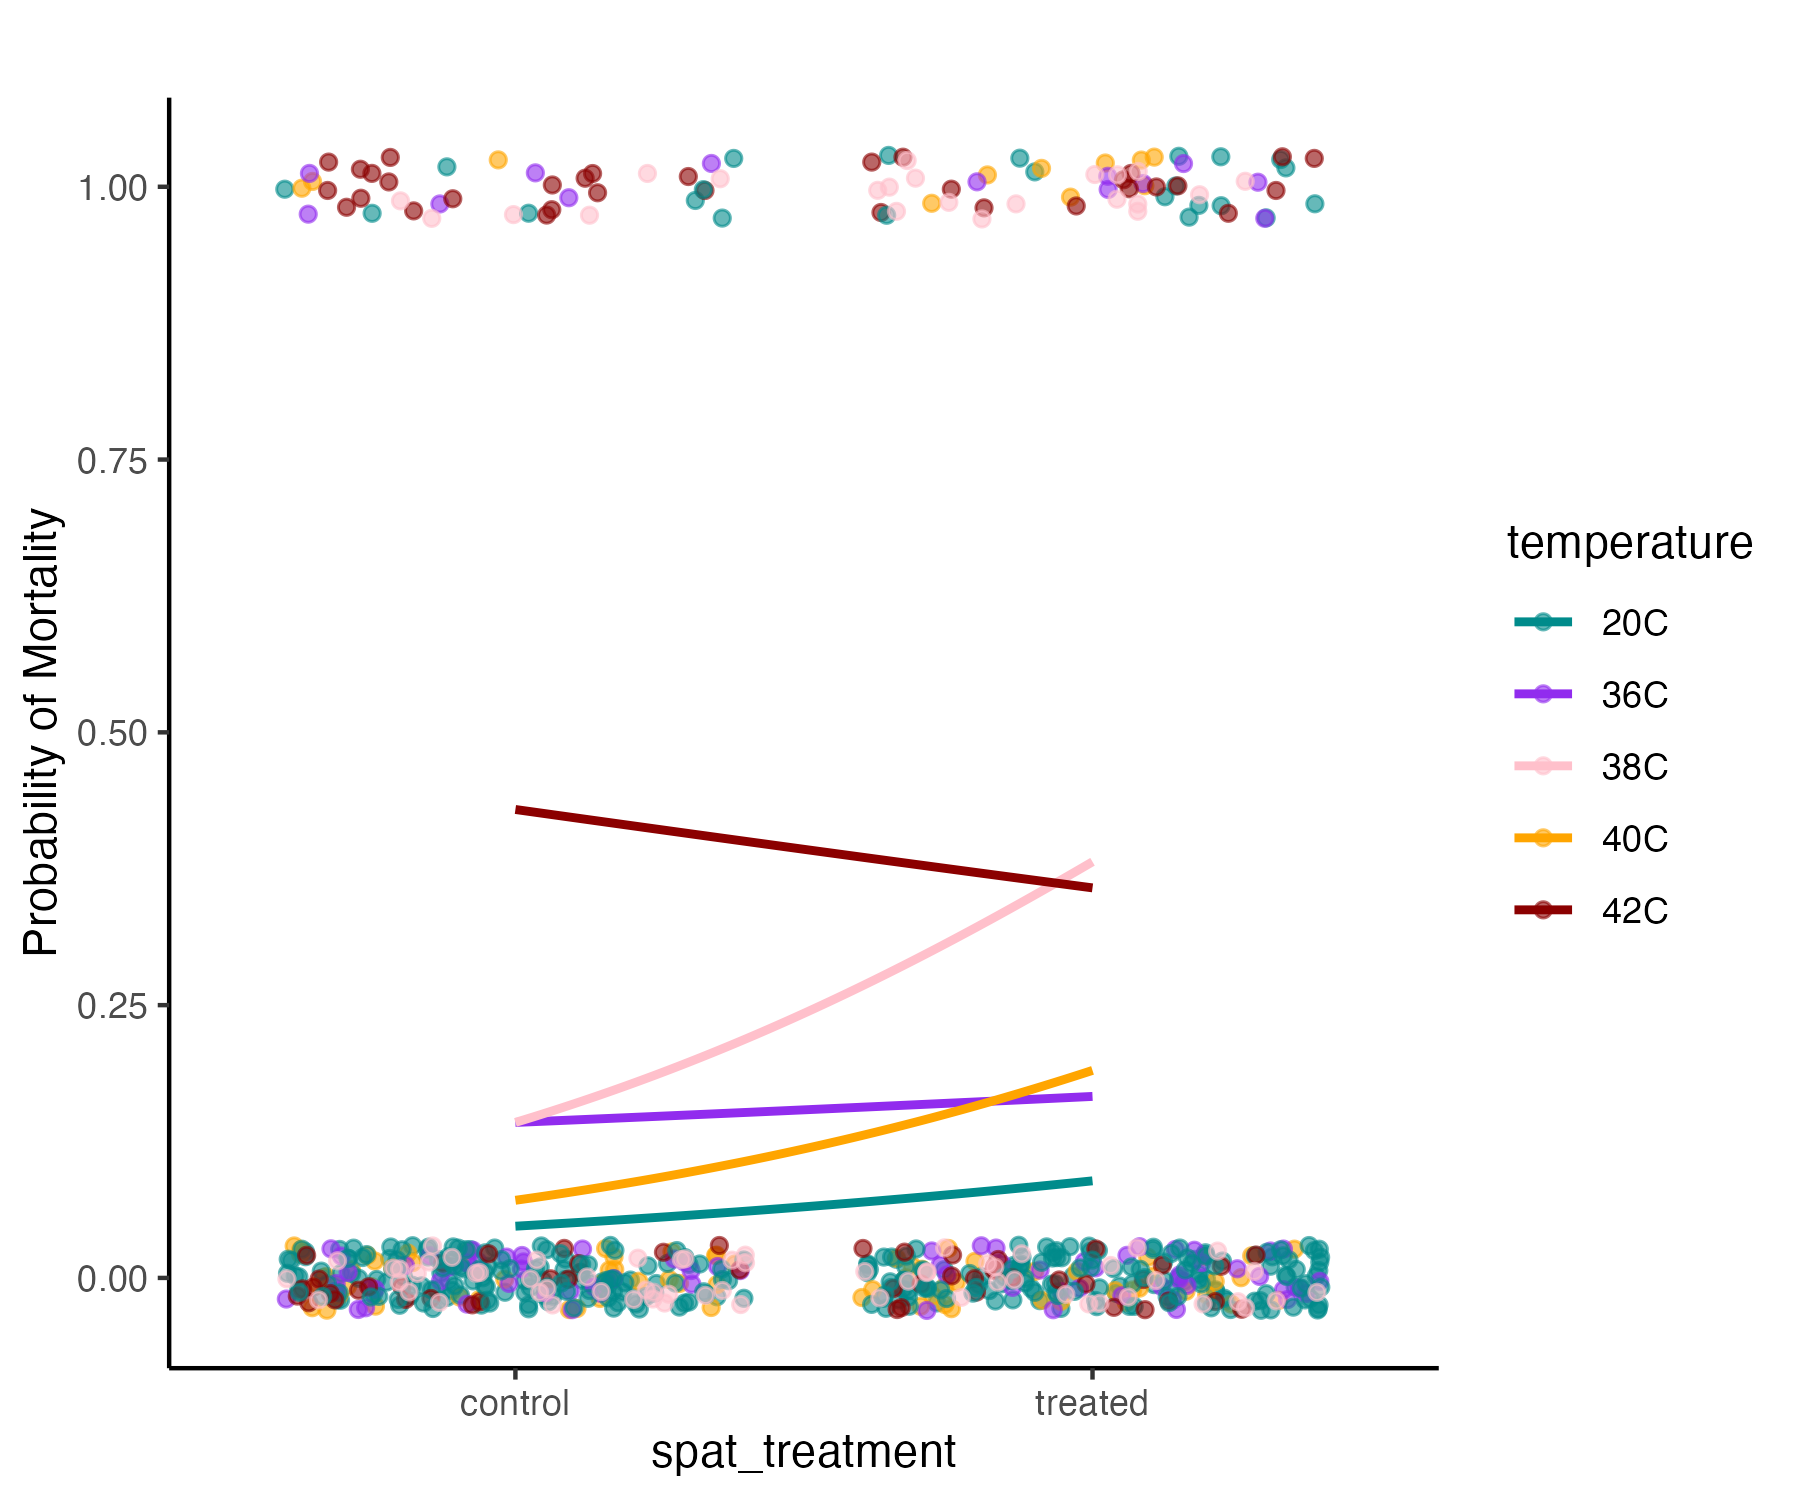 1.00
0.75
0.50
0.25
0.00
Probability of Mortality
control
treated
spat_treatment
temperature
20C
36C
38C
40C
42C